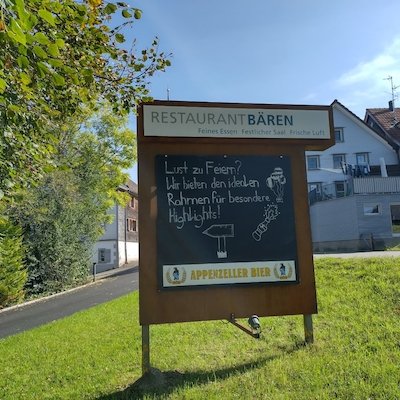 RESTAURANT BÄREN
Feines Essen Festlicher Saal Frische Luft
Lust zu Feiern?
Wir bieten den idealen
Rahmen für besondere
Highlights!
APPENZELLER BIER